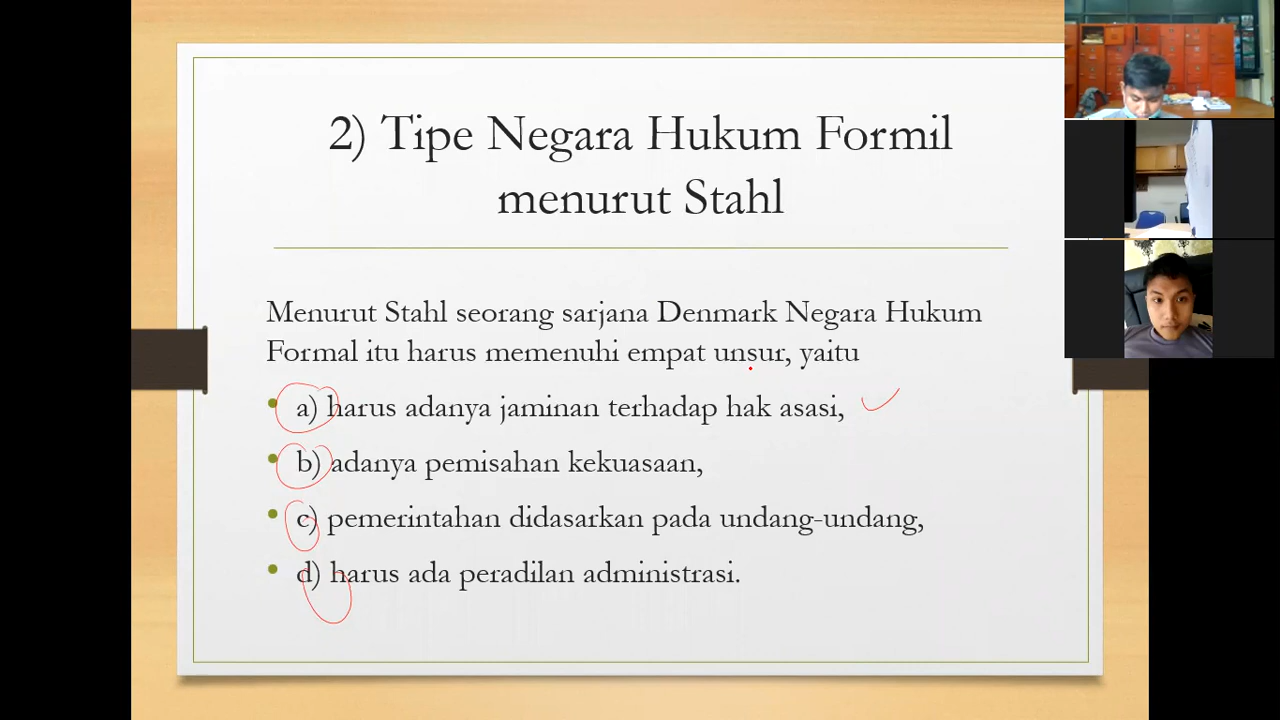 2) Tipe Negara Hukum Formil
menurut Stahl
Menurut Stahl seorang sarjana Denmark Negara Hukum
Formal itu harus memenuhi empat unsur, yaitu
• a) harus adanya jaminan terhadap hak asasi,
• b) adanya pemisahan kekuasaan,
• c) pemerintahan didasarkan pada undang-undang,
• d) harus ada peradilan administrasi.